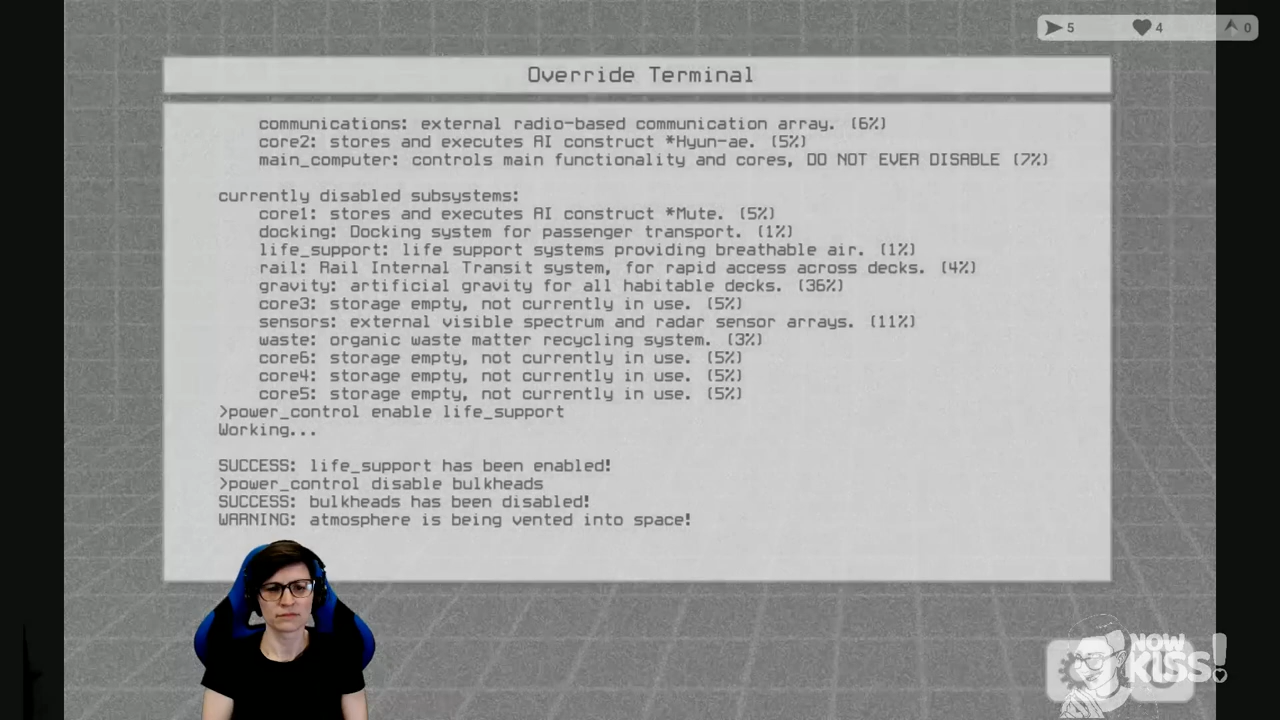 5 4 0
Override Terminal
communications: external radio-based communication array. (6%)
core2: stores and executes AI construct *Hyun-ae. (5%)
main_computer: controls main functionality and cores, DO NOT EVER DISABLE (7%)
currently disabled subsystems:
core1: stores and executes AI construct *Mute. (5%)
docking: Docking system for passenger transport. (1%)
life_support: life support systems providing breathable air. (1%)
rail: Rail Internal Transit system, for rapid access across decks. (4%)
gravity: artificial gravity for all habitable decks. (36%)
core3: storage empty, not currently in use. (5%)
sensors: external visible spectrum and radar sensor arrays. (11%)
waste: organic waste matter recycling system. (3%)
core6: storage empty, not currently in use. (5%)
core4: storage empty, not currently in use. (5%)
core5: storage empty, not currently in use. (5%)
>power_control enable life_support
Working...
SUCCESS: life_support has been enabled!
>power_control disable bulkheads
SUCCESS: bulkheads has been disabled!
WARNING: atmosphere is being vented into space!
NOW
KISS!